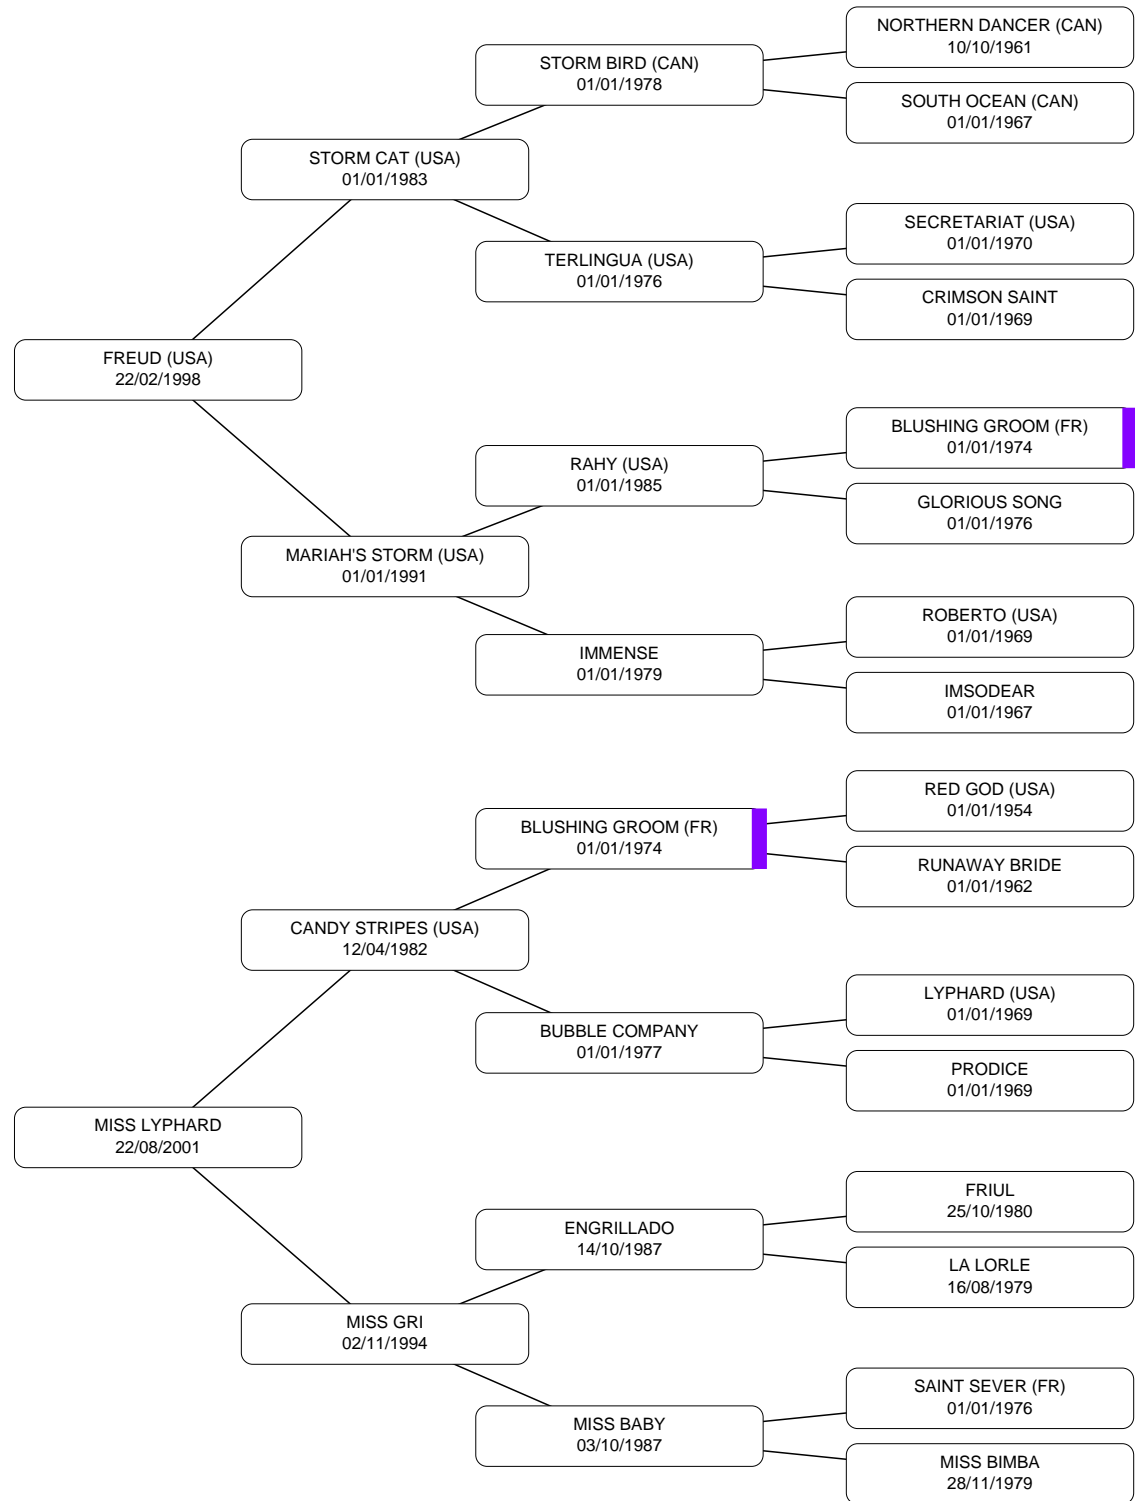 NORTHERN DANCER (CAN)
10/10/1961
STORM BIRD (CAN)
01/01/1978
SOUTH OCEAN (CAN)
01/01/1967
STORM CAT (USA)
01/01/1983
SECRETARIAT (USA)
01/01/1970
TERLINGUA (USA)
01/01/1976
CRIMSON SAINT
01/01/1969
FREUD (USA)
22/02/1998
BLUSHING GROOM (FR)
01/01/1974
RAHY (USA)
01/01/1985
GLORIOUS SONG
01/01/1976
MARIAH'S STORM (USA)
01/01/1991
ROBERTO (USA)
01/01/1969
IMMENSE
01/01/1979
IMSODEAR
01/01/1967
RED GOD (USA)
01/01/1954
BLUSHING GROOM (FR)
01/01/1974
RUNAWAY BRIDE
01/01/1962
CANDY STRIPES (USA)
12/04/1982
LYPHARD (USA)
01/01/1969
BUBBLE COMPANY
01/01/1977
PRODICE
01/01/1969
MISS LYPHARD
22/08/2001
FRIUL
25/10/1980
ENGRILLADO
14/10/1987
LA LORLE
16/08/1979
MISS GRI
02/11/1994
SAINT SEVER (FR)
01/01/1976
MISS BABY
03/10/1987
MISS BIMBA
28/11/1979